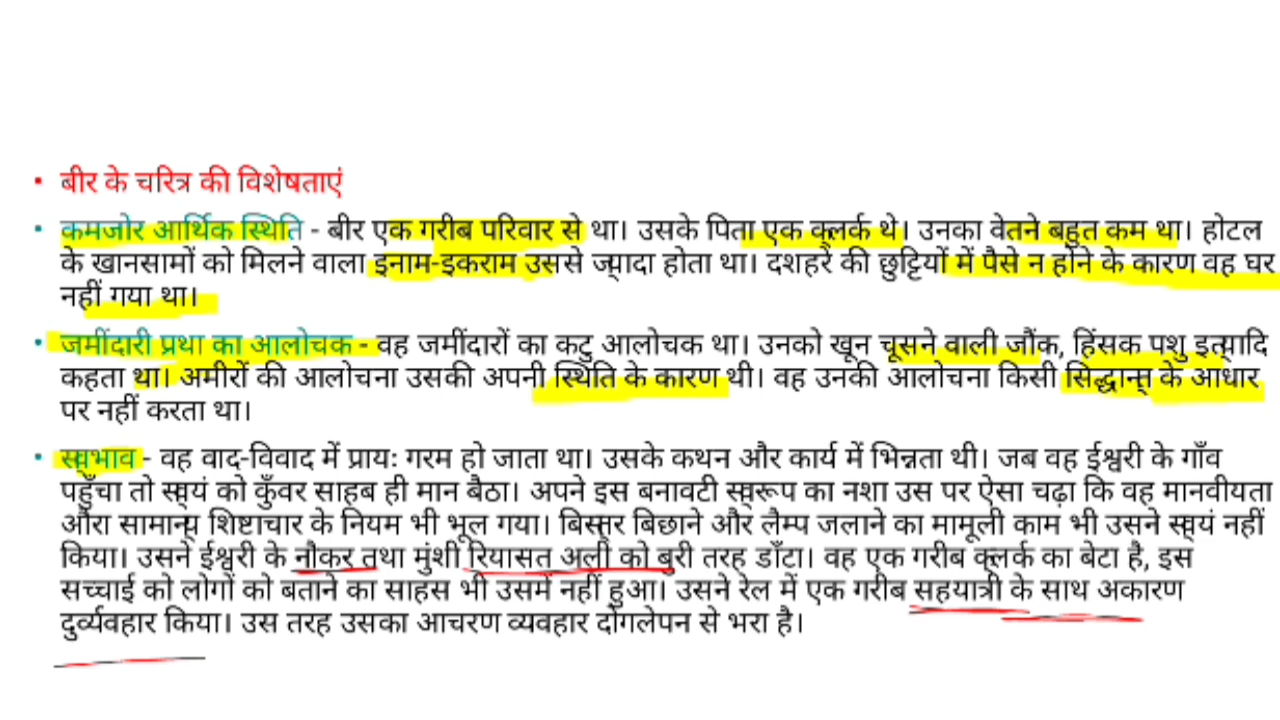 • बीर के चरित्र की विशेषताएं
• कमजोर आर्थिक स्थिति - बीर एक गरीब परिवार से था। उसके पिता एक क्लर्क थे। उनका वेतने बहुत कम था। होटल
के खानसामों को मिलने वाला इनाम-इकराम उससे ज्यादा होता था। दशहरे की छुट्टियों में पैसे न होने के कारण वह घर
नहीं गया था।
• जमींदारी प्रथा का आलोचक - वह जमींदारों का कटु आलोचक था। उनको खून चूसने वाली जौंक, हिंसक पशु इत्यादि
कहता था। अमीरों की आलोचना उसकी अपनी स्थिति के कारण थी। वह उनकी आलोचना किसी सिद्धान्त के आधार
पर नहीं करता था।
• स्वभाव - वह वाद-विवाद में प्रायः गरम हो जाता था। उसके कथन और कार्य में भिन्नता थी। जब वह ईश्वरी के गाँव
पहुँचा तो स्वयं को कुँवर साहब ही मान बैठा। अपने इस बनावटी स्वरूप का नशा उस पर ऐसा चढ़ा कि वह मानवीयता
औरा सामान्य शिष्टाचार के नियम भी भूल गया। बिस्तर बिछाने और लैम्प जलाने का मामूली काम भी उसने स्वयं नहीं
किया। उसने ईश्वरी के नौकर तथा मुंशी रियासत अली को बुरी तरह डाँटा। वह एक गरीब क्लर्क का बेटा है, इस
सच्चाई को लोगों को बताने का साहस भी उसमें नहीं हुआ। उसने रेल में एक गरीब सहयात्री के साथ अकारण
दुर्व्यवहार किया। उस तरह उसका आचरण व्यवहार दोगलेपन से भरा है।